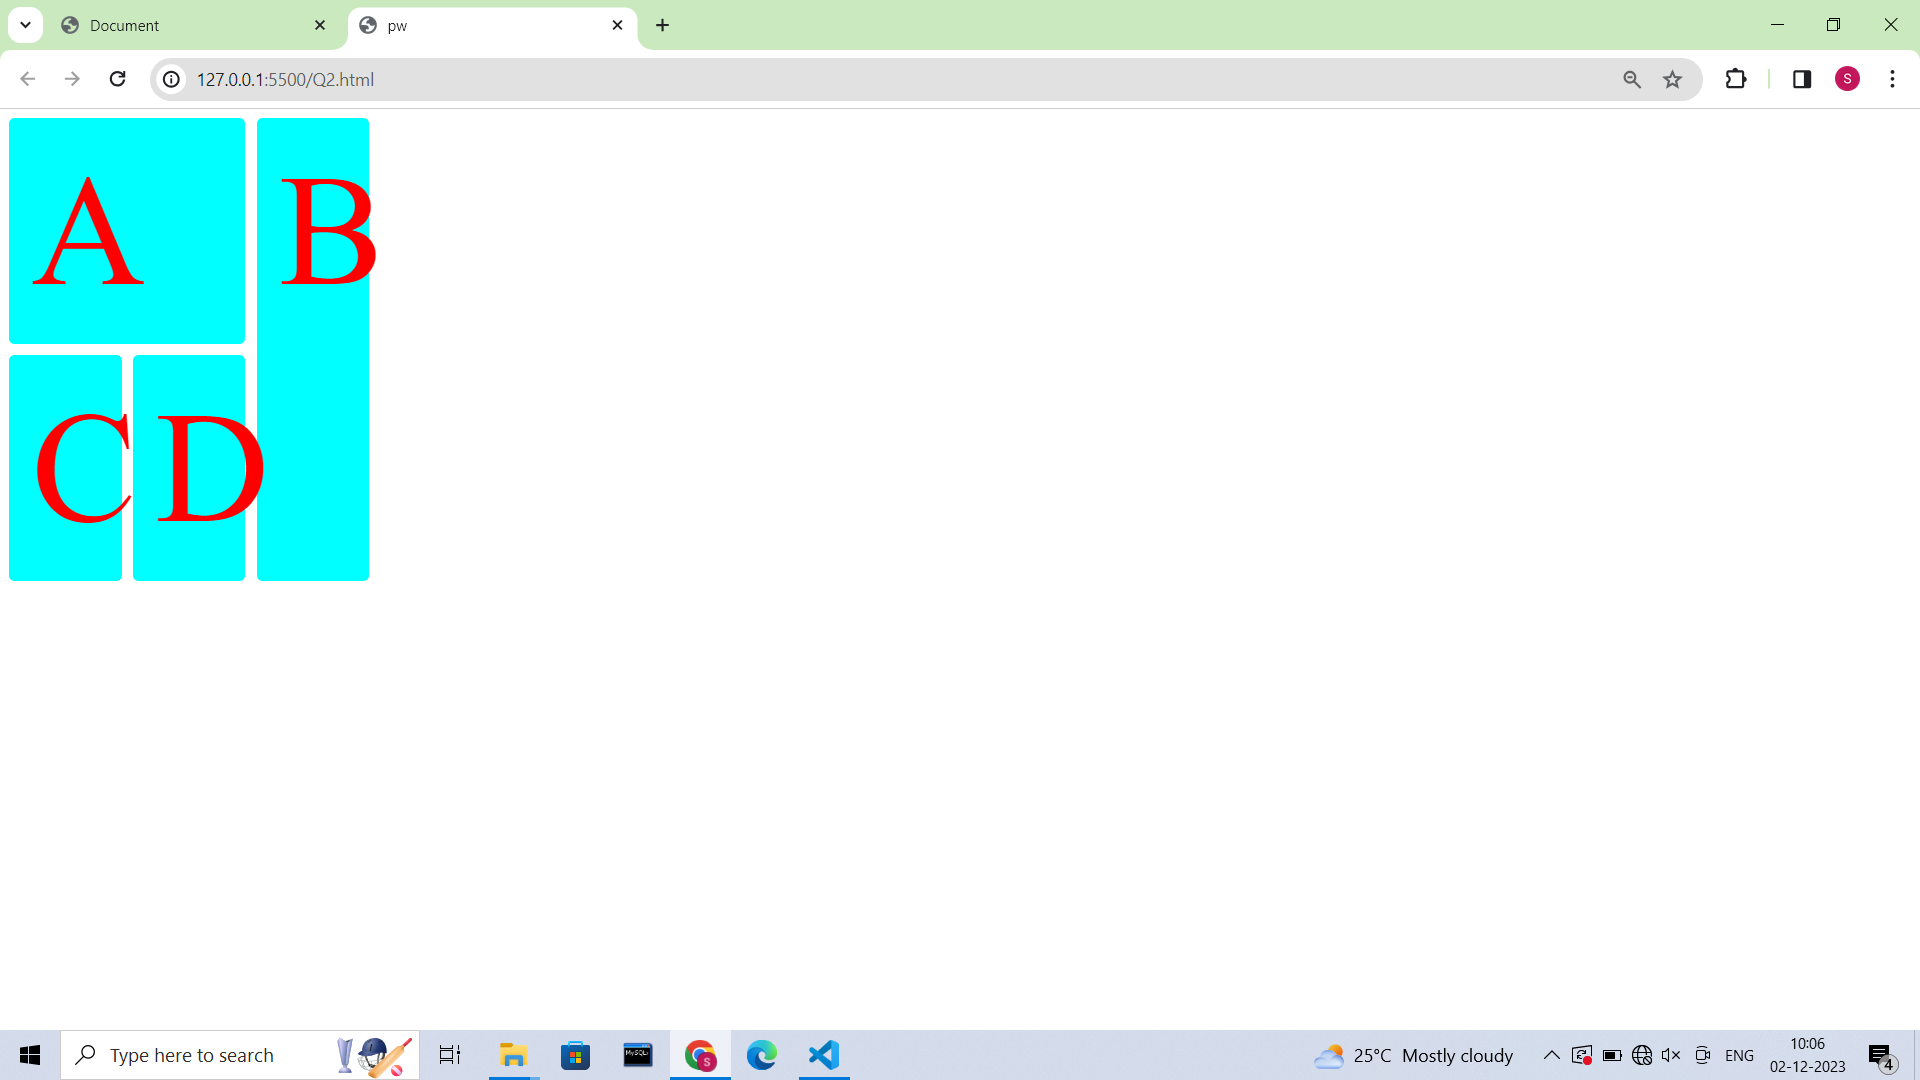 Document
pw
127.0.0.1:5500/Q2.html
S
A
B
C
D
Type here to search
MySQL
S
25°C Mostly cloudy
ENG
10:06
02-12-2023
4